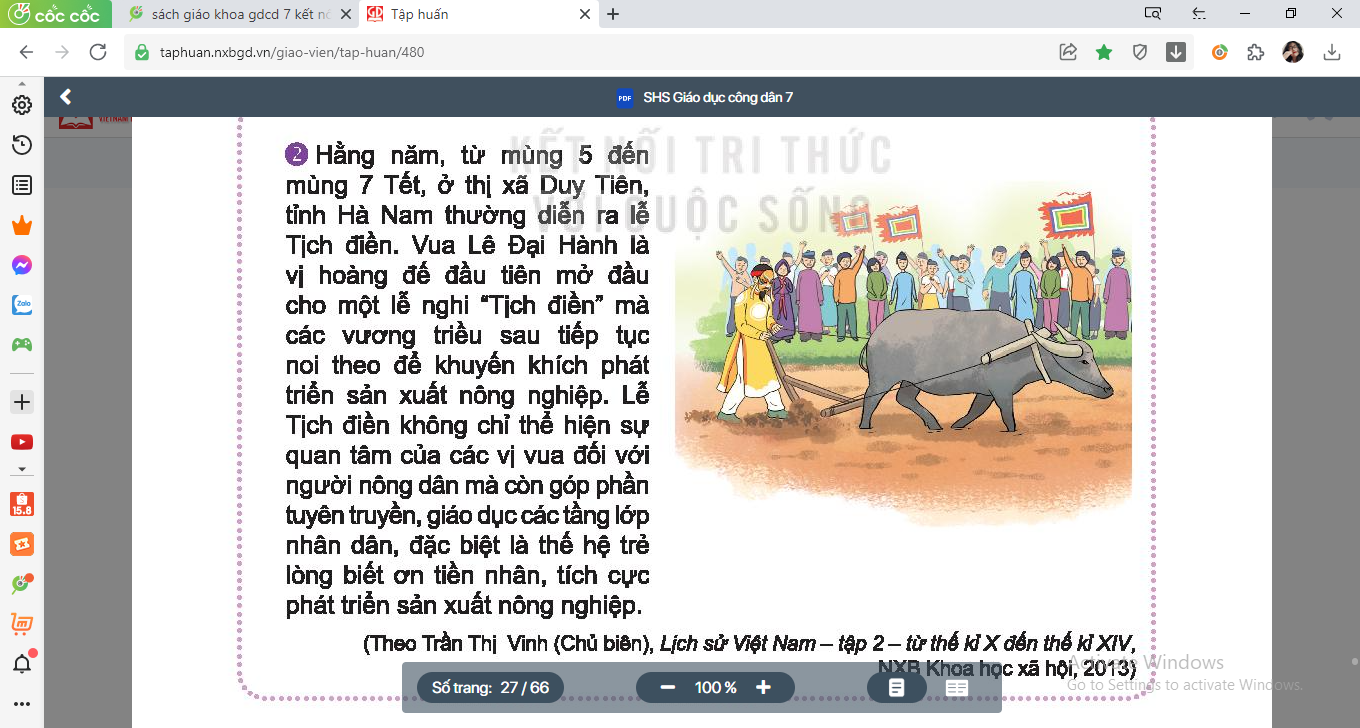 cốc cốc
sách giáo khoa gdcd 7 kết nố
Tập huấn
taphuan.nxbgd.vn/giao-vien/tap-huan/480
PDF SHS Giáo dục công dân 7
KẾT NỐI TRI THỨC
VỚI CUỘC SỐNG
2 Hằng năm, từ mùng 5 đến
mùng 7 Tết, ở thị xã Duy Tiên,
tỉnh Hà Nam thường diễn ra lễ
Tịch điền. Vua Lê Đại Hành là
vị hoàng đế đầu tiên mở đầu
cho một lễ nghi “Tịch điền” mà
các vương triều sau tiếp tục
noi theo để khuyến khích phát
triển sản xuất nông nghiệp. Lễ
Tịch điền không chỉ thể hiện sự
quan tâm của các vị vua đối với
người nông dân mà còn góp phần
tuyên truyền, giáo dục các tầng lớp
nhân dân, đặc biệt là thế hệ trẻ
lòng biết ơn tiền nhân, tích cực
phát triển sản xuất nông nghiệp.
(Theo Trần Thị Vinh (Chủ biên), Lịch sử Việt Nam – tập 2 – từ thế kỉ X đến thế kỉ XIV,
NXB Khoa học xã hội, 2013)
Số trang: 27 / 66
100 %
Activate Windows
Go to Settings to activate Windows.
Zalo
15.8